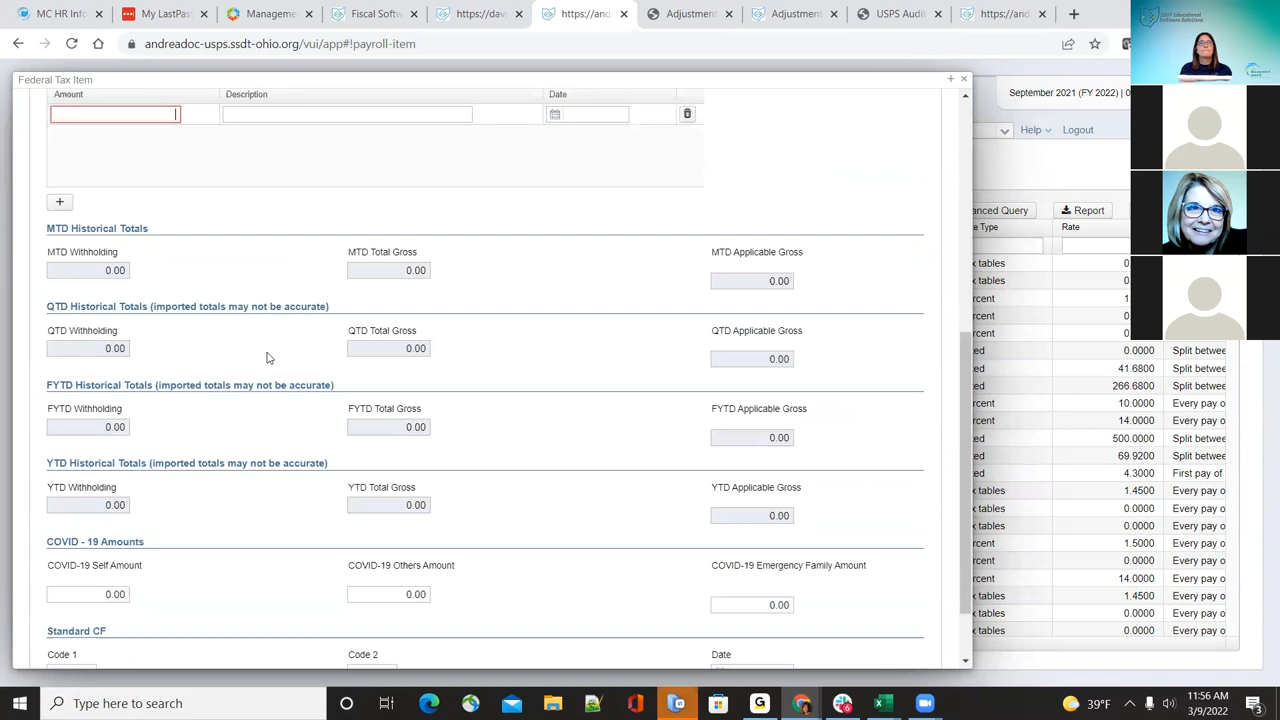 MC HR Info
My LastPass
Manageme
Fiscal Softw
https://and
Adjustment
Adjustment
USPS
https://and
andreadoc-usps.ssdt-ohio.org/vui/app#!payroll-item
SSDT Educational
Software Solutions
Federal Tax Item
September 2021 (FY 2022) | 0
Help
Logout
Amount
Description
Date
anced Query
Report
e Type
Rate
MTD Historical Totals
MTD Withholding
MTD Total Gross
MTD Applicable Gross
0.00
0.00
0.00
QTD Historical Totals (imported totals may not be accurate)
QTD Withholding
QTD Total Gross
QTD Applicable Gross
0.00
0.00
0.00
FYTD Historical Totals (imported totals may not be accurate)
FYTD Withholding
FYTD Total Gross
FYTD Applicable Gross
0.00
0.00
0.00
YTD Historical Totals (imported totals may not be accurate)
YTD Withholding
YTD Total Gross
YTD Applicable Gross
0.00
0.00
0.00
COVID - 19 Amounts
COVID-19 Self Amount
COVID-19 Others Amount
COVID-19 Emergency Family Amount
0.00
0.00
0.00
Standard CF
Code 1
Code 2
Date
x tables 0.
x tables 0.
rcent 1.
rcent 0.
rcent 0.
ted 0.0000 Split betwee
ed 41.6800 Split betwee
ed 266.6800 Split betwee
rcent 10.0000 Every pay o
rcent 14.0000 Every pay o
ed 500.0000 Split betwee
ed 69.9200 Split betwee
ed 4.3000 First pay of
x tables 1.4500 Every pay o
x tables 0.0000 Every pay o
x tables 0.0000 Every pay o
rcent 1.5000 Every pay o
x tables 0.0000 Every pay o
rcent 14.0000 Every pay o
x tables 1.4500 Every pay o
x tables 0.0000 Every pay o
x tables 0.0000 Every pay o
Type here to search
39°F
11:56 AM
3/9/2022
3